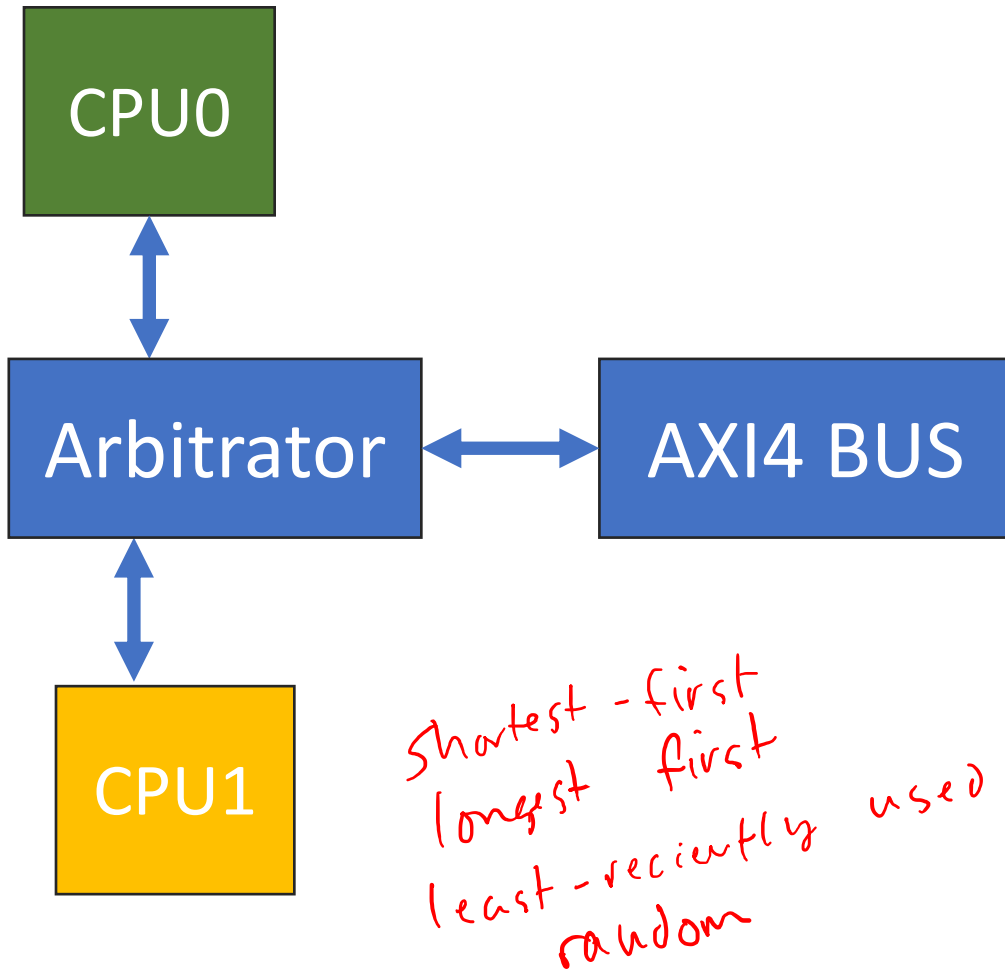 CPU0
Arbitrator
AXI4 BUS
CPU1
shortest - first
longest first
least - reciently used
random